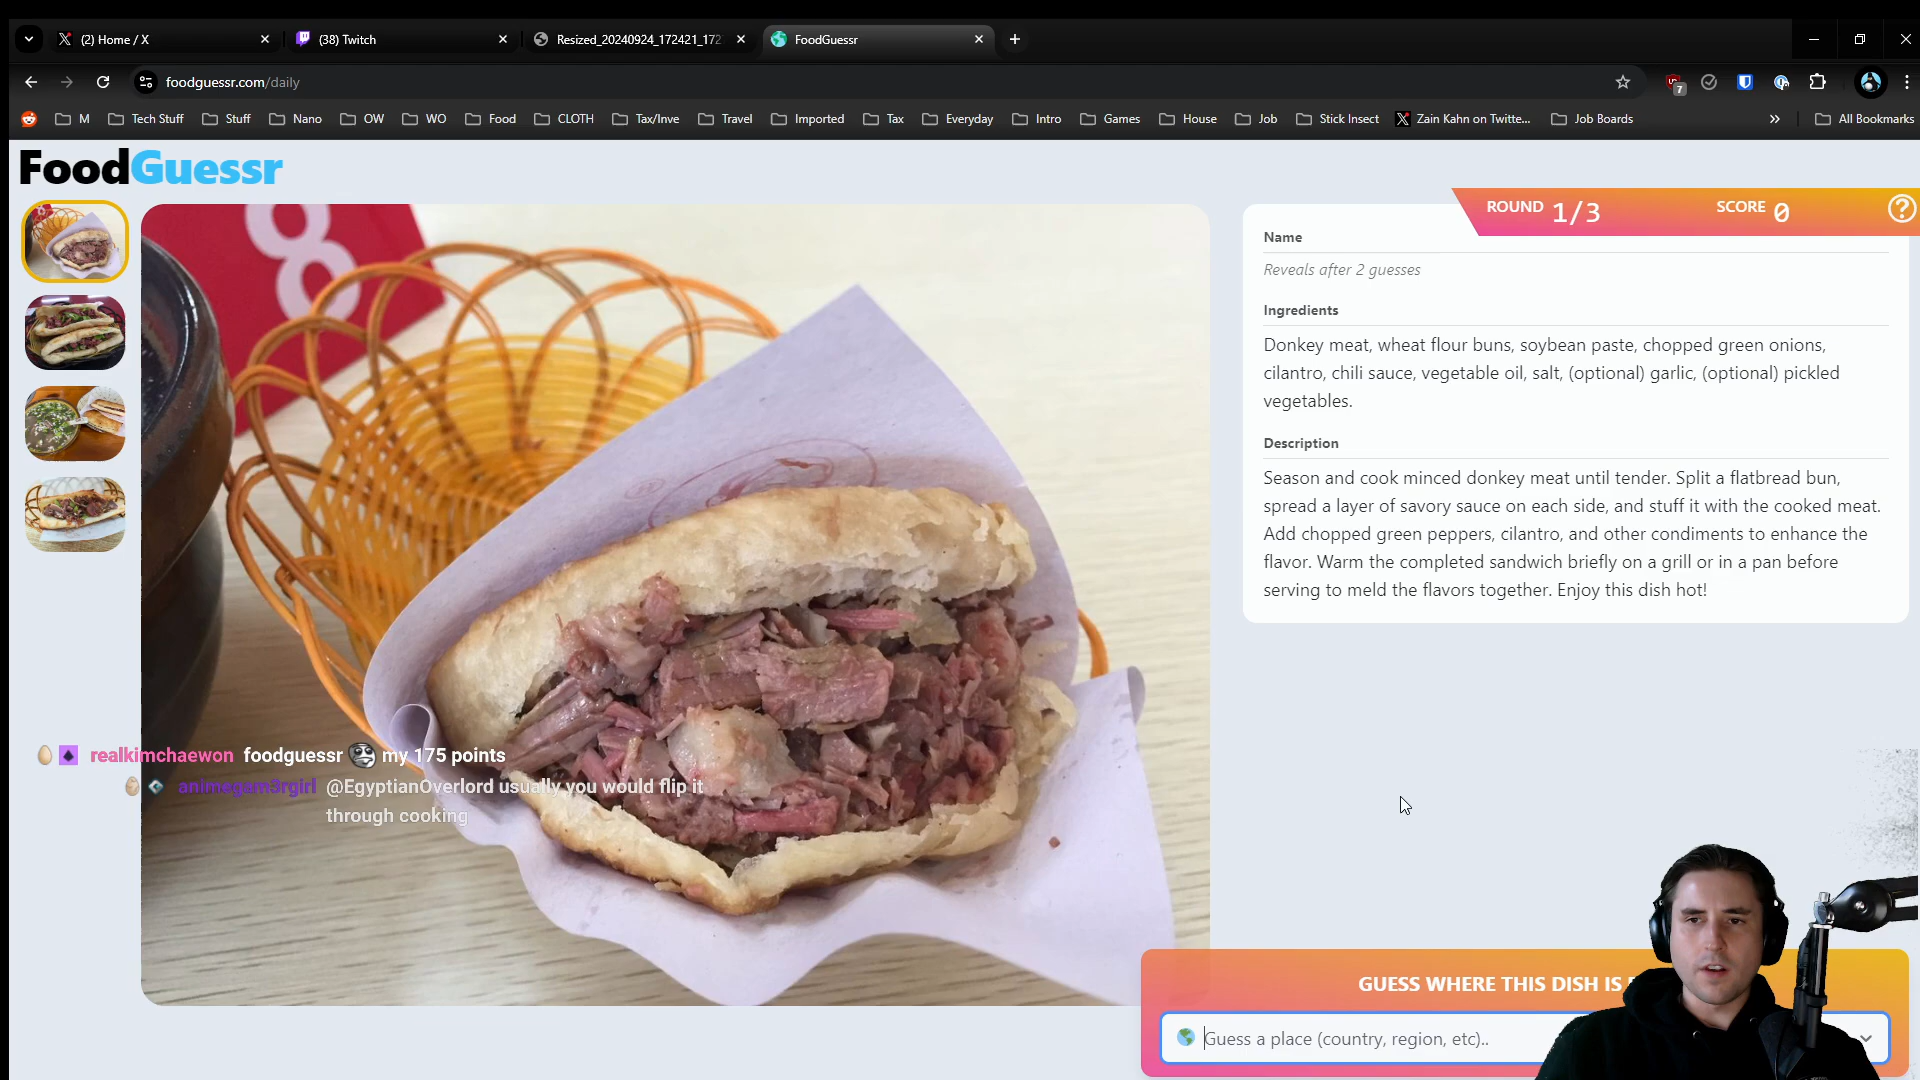 (2) Home / X
(38) Twitch
Resized_20240924_172421_172
FoodGuessr
foodguessr.com/daily
7
M
Tech Stuff
Stuff
Nano
OW
WO
Food
CLOTH
Tax/Inve
Travel
Imported
Tax
Everyday
Intro
Games
House
Job
Stick Insect
Zain Kahn on Twitte...
Job Boards
All Bookmarks
FoodGuessr
ROUND 1/3
SCORE 0
8
Name
Reveals after 2 guesses
Ingredients
Donkey meat, wheat flour buns, soybean paste, chopped green onions,
cilantro, chili sauce, vegetable oil, salt, (optional) garlic, (optional) pickled
vegetables.
Description
Season and cook minced donkey meat until tender. Split a flatbread bun,
spread a layer of savory sauce on each side, and stuff it with the cooked meat.
Add chopped green peppers, cilantro, and other condiments to enhance the
flavor. Warm the completed sandwich briefly on a grill or in a pan before
serving to meld the flavors together. Enjoy this dish hot!
realkimchaewon foodguessr my 175 points
animegam3rgirl @EgyptianOverlord usually you would flip it
through cooking
GUESS WHERE THIS DISH IS
Guess a place (country, region, etc)..